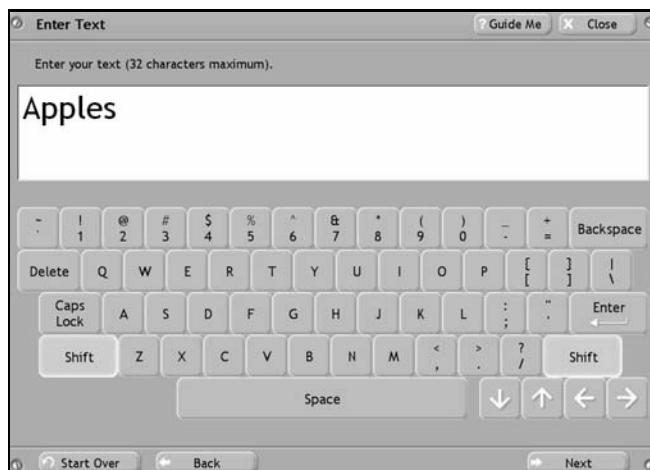 Enter Text ? Guide Me X Close
Enter your text (32 characters maximum).
Apples
~ ! @ # $ % ^ & * ( ) _ +
` 1 2 3 4 5 6 7 8 9 0 - = Backspace
Delete Q W E R T Y U I O P { } |
[ ] \
Caps Lock A S D F G H J K L : " Enter
; '
Shift Z X C V B N M < > ? Shift
, . /
Space
Start Over Back Next